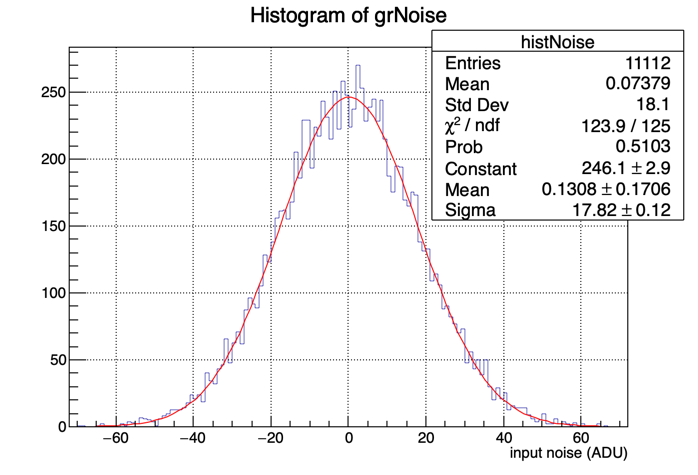 Histogram of grNoise
histNoise
Entries 11112
Mean 0.07379
Std Dev 18.1
χ² / ndf 123.9 / 125
Prob 0.5103
Constant 246.1 ± 2.9
Mean 0.1308 ± 0.1706
Sigma 17.82 ± 0.12
250
200
150
100
50
0
−60 −40 −20 0 20 40 60
input noise (ADU)